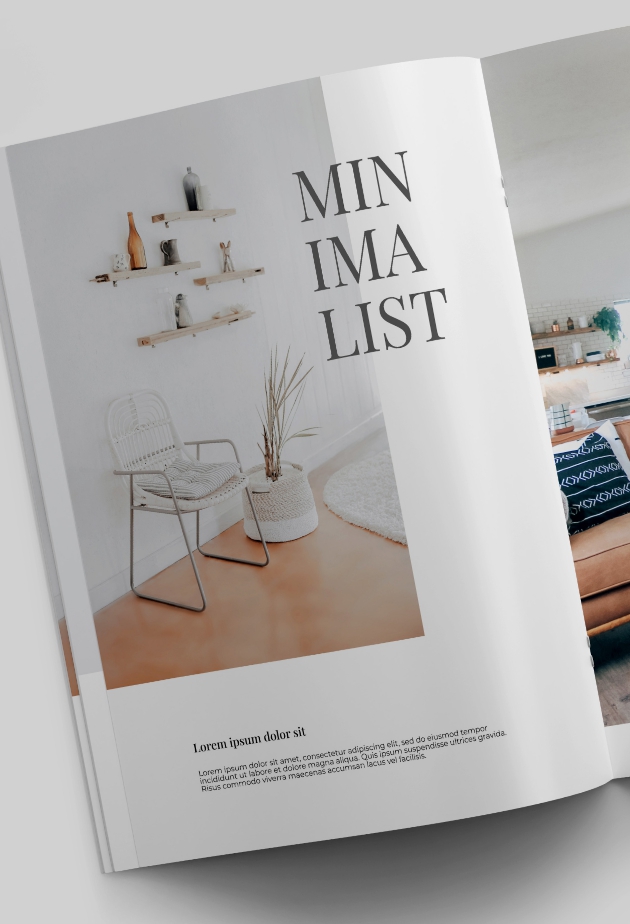 MIN
IMA
LIST
Lorem ipsum dolor sit
Lorem ipsum dolor sit amet, consectetur adipiscing elit, sed do eiusmod tempor
incididunt ut labore et dolore magna aliqua. Quis ipsum suspendisse ultrices gravida.
Risus commodo viverra maecenas accumsan lacus vel facilisis.